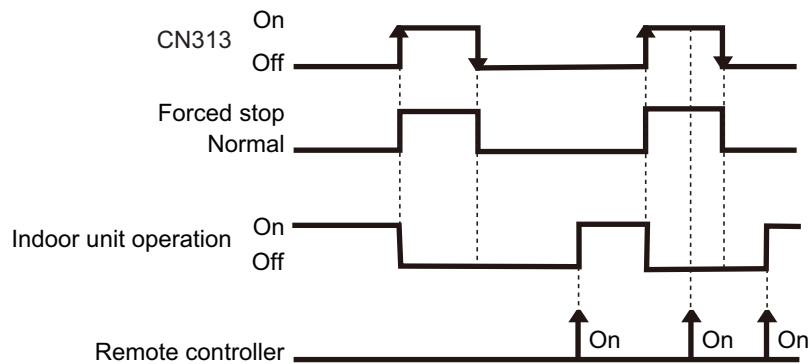 CN313
On
Off
Forced stop
Normal
Indoor unit operation
On
Off
On
On
On
Remote controller